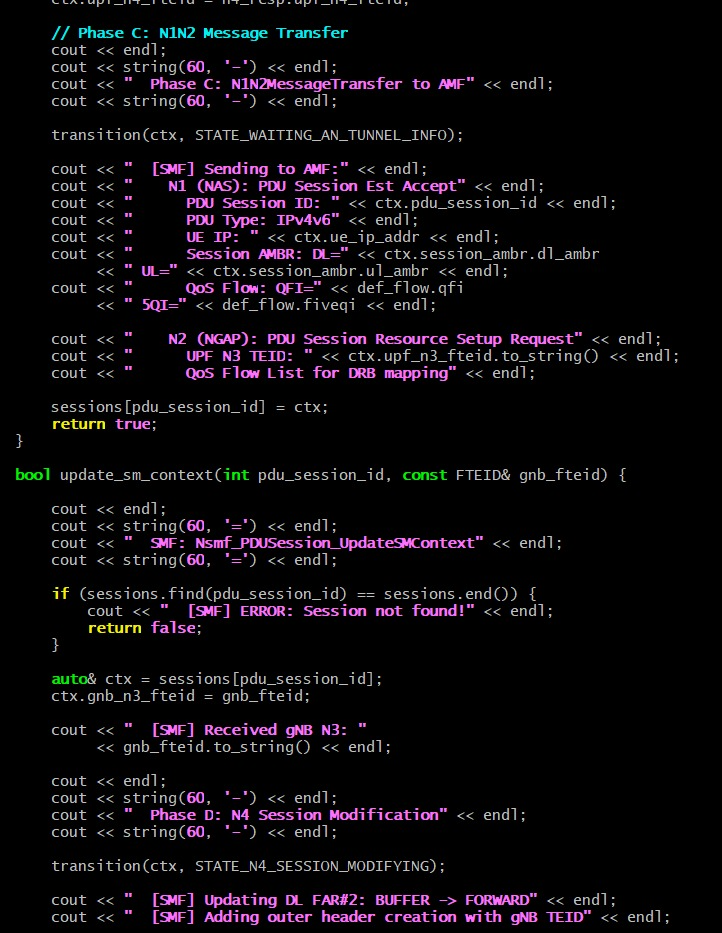 ctx.upf_n4_fteid = n4_resp.upf_n4_fteid;
// Phase C: N1N2 Message Transfer
cout << endl;
cout << string(60, '-') << endl;
cout << "  Phase C: N1N2MessageTransfer to AMF" << endl;
cout << string(60, '-') << endl;
transition(ctx, STATE_WAITING_AN_TUNNEL_INFO);
cout << "  [SMF] Sending to AMF:" << endl;
cout << "    N1 (NAS): PDU Session Est Accept" << endl;
cout << "      PDU Session ID: " << ctx.pdu_session_id << endl;
cout << "      PDU Type: IPv4v6" << endl;
cout << "      UE IP: " << ctx.ue_ip_addr << endl;
cout << "      Session AMBR: DL=" << ctx.session_ambr.dl_ambr
<< " UL=" << ctx.session_ambr.ul_ambr << endl;
cout << "      QoS Flow: QFI=" << def_flow.qfi
<< " 5QI=" << def_flow.fiveqi << endl;
cout << "    N2 (NGAP): PDU Session Resource Setup Request" << endl;
cout << "      UPF N3 TEID: " << ctx.upf_n3_fteid.to_string() << endl;
cout << "      QoS Flow List for DRB mapping" << endl;
sessions[pdu_session_id] = ctx;
return true;
}
bool update_sm_context(int pdu_session_id, const FTEID& gnb_fteid) {
cout << endl;
cout << string(60, '=') << endl;
cout << "  SMF: Nsmf_PDUSession_UpdateSMContext" << endl;
cout << string(60, '=') << endl;
if (sessions.find(pdu_session_id) == sessions.end()) {
cout << "  [SMF] ERROR: Session not found!" << endl;
return false;
}
auto& ctx = sessions[pdu_session_id];
ctx.gnb_n3_fteid = gnb_fteid;
cout << "  [SMF] Received gNB N3: "
<< gnb_fteid.to_string() << endl;
cout << endl;
cout << string(60, '-') << endl;
cout << "  Phase D: N4 Session Modification" << endl;
cout << string(60, '-') << endl;
transition(ctx, STATE_N4_SESSION_MODIFYING);
cout << "  [SMF] Updating DL FAR#2: BUFFER -> FORWARD" << endl;
cout << "  [SMF] Adding outer header creation with gNB TEID" << endl;